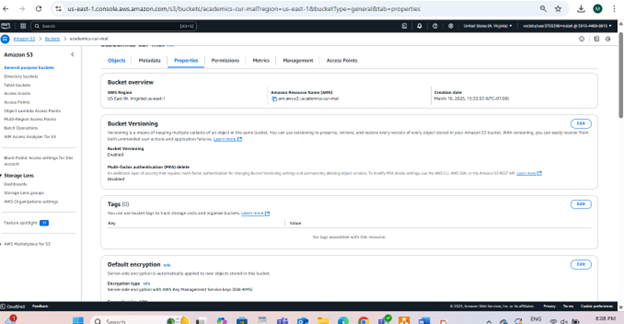 us-east-1.console.aws.amazon.com/s3/buckets/academics-cur-mal?region=us-east-1&bucketType=general&tab=properties
Search
[Alt+S]
United States (N. Virginia)
Amazon S3 > Buckets > academics-cur-mal
Amazon S3
General purpose buckets
Directory buckets
Table buckets
Access Grants
Access Points
Object Lambda Access Points
Multi-Region Access Points
Batch Operations
IAM Access Analyzer for S3
Block Public Access settings for this account
Storage Lens
Dashboards
Storage Lens groups
AWS Organizations settings
Feature spotlight
AWS Marketplace for S3
Objects Metadata Properties Permissions Metrics Management Access Points
Bucket overview
AWS Region
US East (N. Virginia) us-east-1
Amazon Resource Name (ARN)
arn:aws:s3:::academics-cur-mal
Creation date
Bucket Versioning
Edit
Versioning is a means of keeping multiple variants of an object in the same bucket. You can use versioning to preserve, retrieve, and restore every version of every object stored in your Amazon S3 bucket. With versioning, you can easily recover from
both unintended user actions and application failures. Learn more
Bucket Versioning
Enabled
Multi-factor authentication (MFA) delete
An additional layer of security that requires multi-factor authentication for changing Bucket Versioning settings and permanently deleting object versions. To modify MFA delete settings, use the AWS CLI, AWS SDK, or the Amazon S3 REST API. Learn more
Disabled
Tags (0)
Edit
You can use bucket tags to track storage costs and organize buckets. Learn more
Key Value
No tags associated with this resource.
Default encryption Info
Edit
Server-side encryption is automatically applied to new objects stored in this bucket.
Encryption type Info
Server-side encryption with AWS Key Management Service keys (SSE-KMS)
CloudShell Feedback
© 2025, Amazon Web Services, Inc. or its affiliates. Privacy Terms Cookie preferences
Search
ENG
8:08 PM